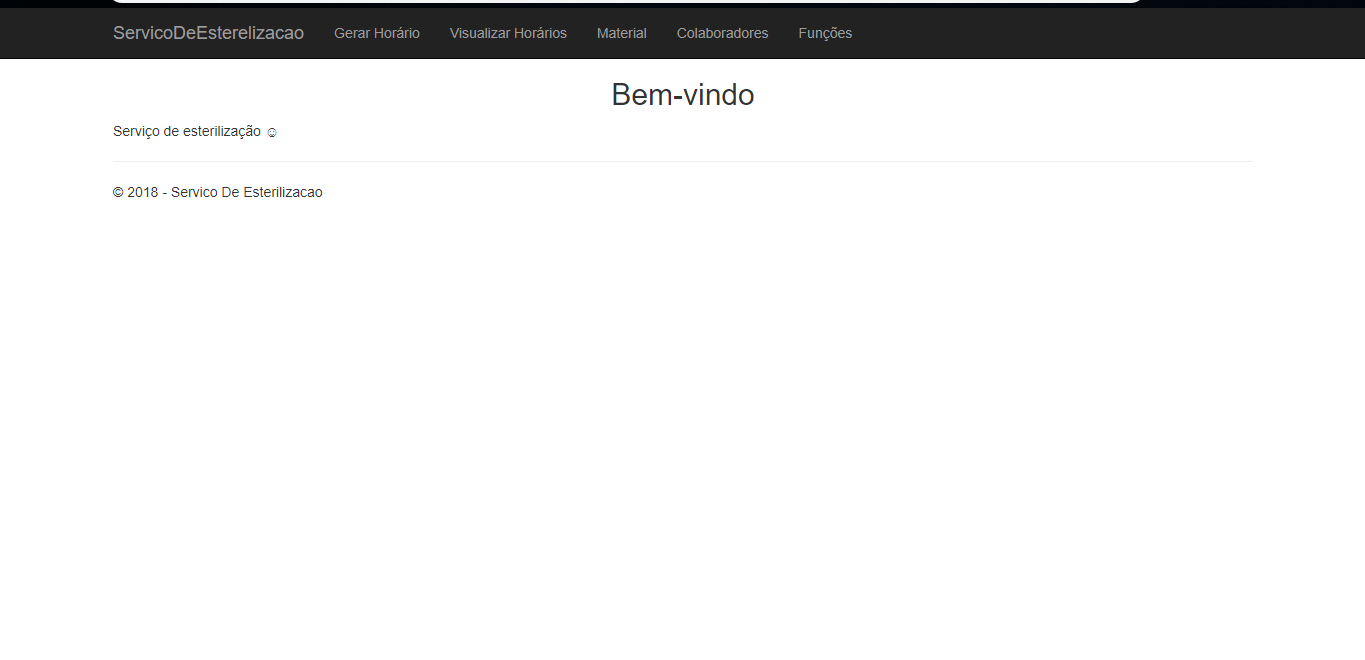 ServicoDeEsterelizacao Gerar Horário Visualizar Horários Material Colaboradores Funções
Bem-vindo
Serviço de esterilização ☺
© 2018 - Servico De Esterilizacao